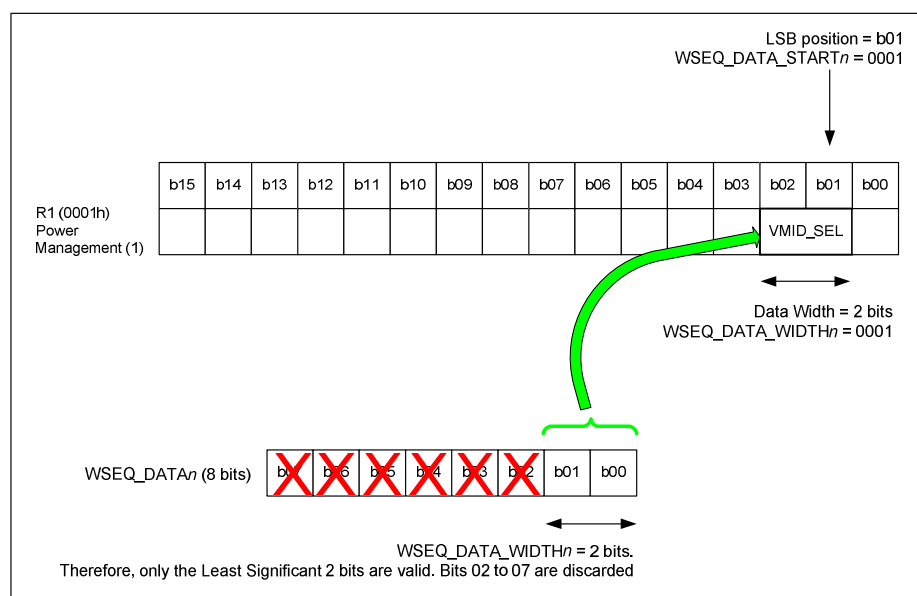 LSB position = b01
WSEQ_DATA_STARTn = 0001
b15 b14 b13 b12 b11 b10 b09 b08 b07 b06 b05 b04 b03 b02 b01 b00
R1 (0001h)
Power
Management (1)
VMID_SEL
Data Width = 2 bits
WSEQ_DATA_WIDTHn = 0001
WSEQ_DATAn (8 bits)
b01 b00
WSEQ_DATA_WIDTHn = 2 bits.
Therefore, only the Least Significant 2 bits are valid. Bits 02 to 07 are discarded